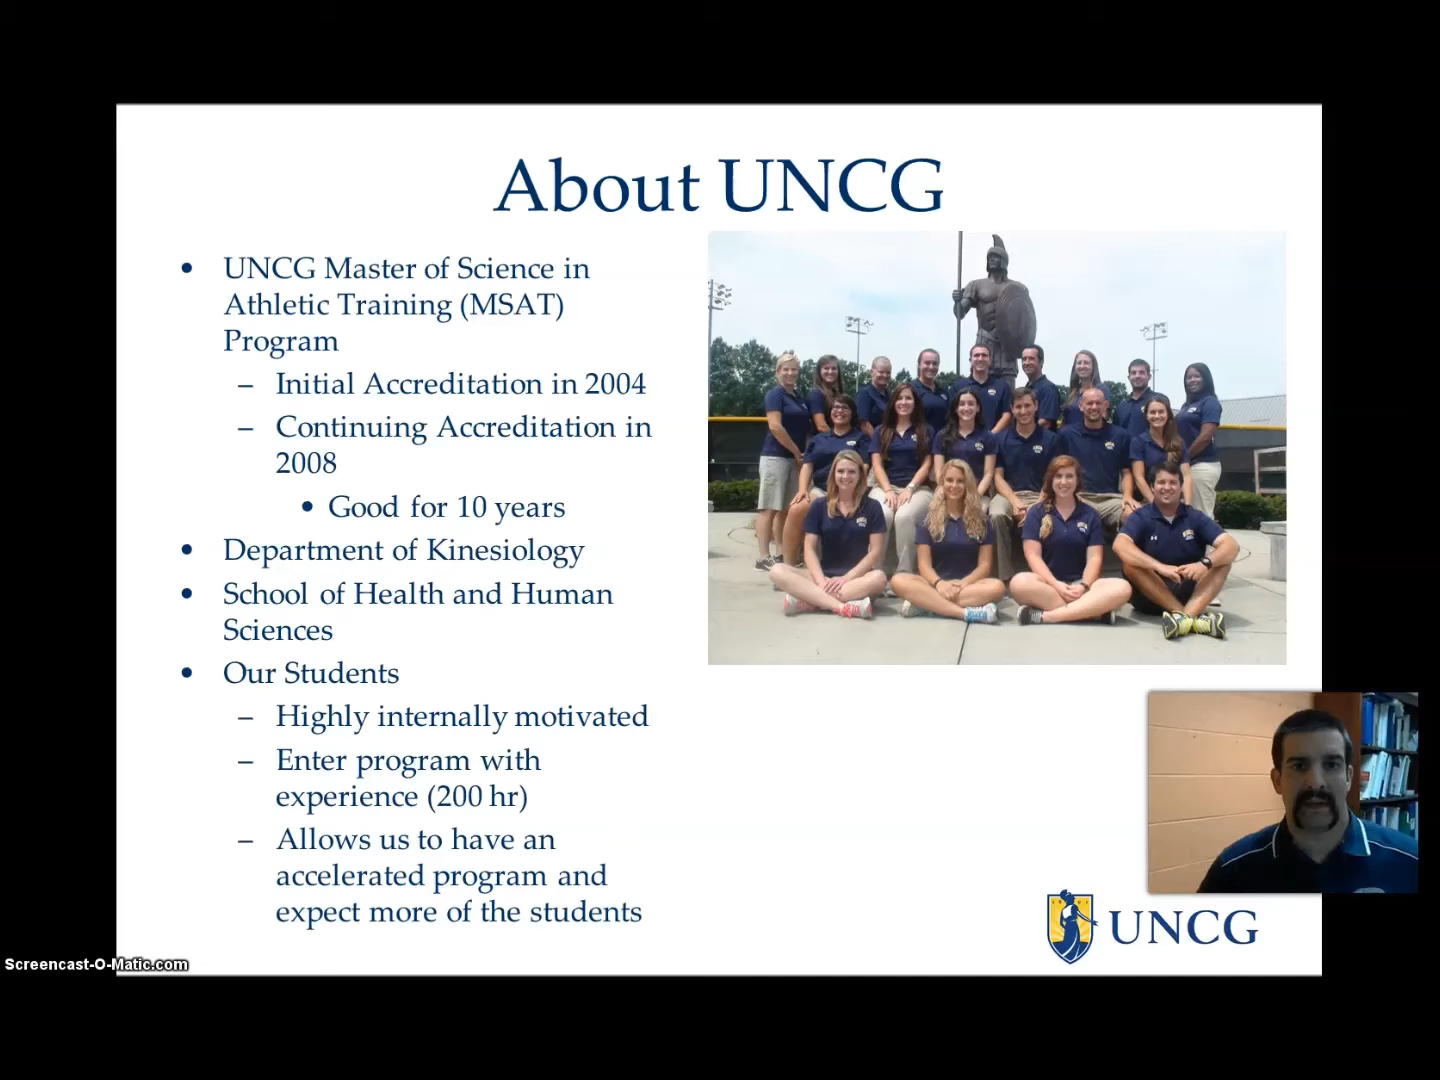 About UNCG
• UNCG Master of Science in
Athletic Training (MSAT)
Program
– Initial Accreditation in 2004
– Continuing Accreditation in
2008
• Good for 10 years
• Department of Kinesiology
• School of Health and Human
Sciences
• Our Students
– Highly internally motivated
– Enter program with
experience (200 hr)
– Allows us to have an
accelerated program and
expect more of the students
UNCG
Screencast-O-Matic.com